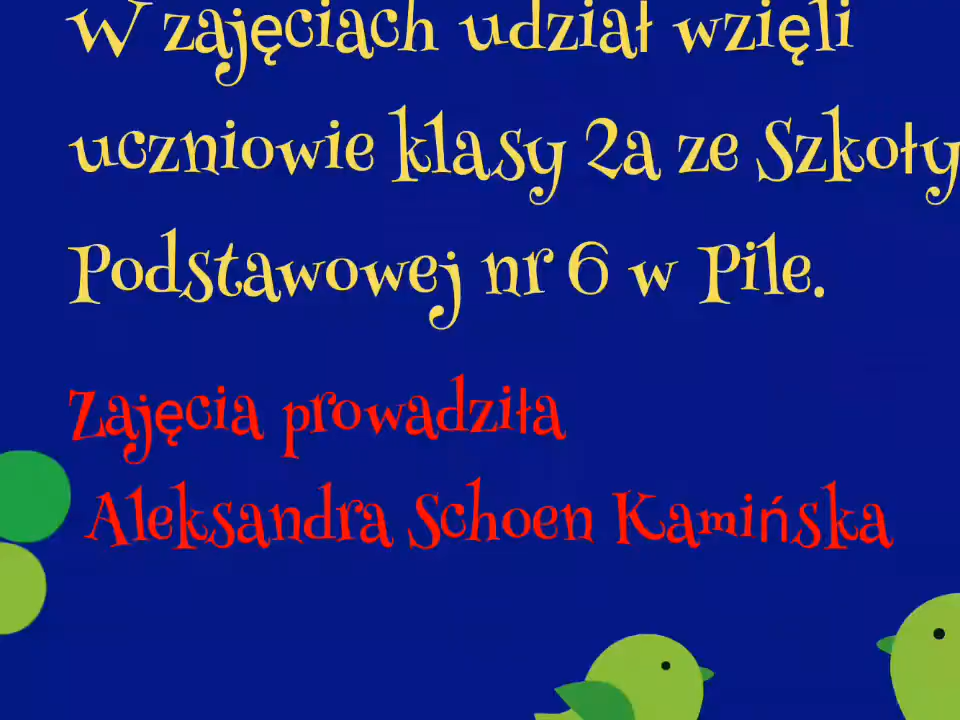 W zajęciach udział wzięli
uczniowie klasy 2a ze Szkoły
Podstawowej nr 6 w Pile.
Zajęcia prowadziła
Aleksandra Schoen Kamińska